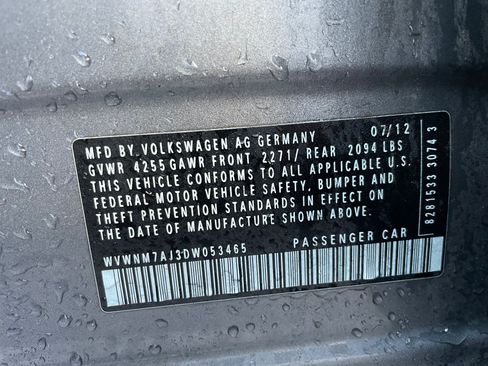 MFD BY VOLKSWAGEN AG GERMANY 07/12
GVWR 4255 GAWR FRONT 2271/ REAR 2094 LBS
THIS VEHICLE CONFORMS TO ALL APPLICABLE U.S.
FEDERAL MOTOR VEHICLE SAFETY, BUMPER AND
THEFT PREVENTION STANDARDS IN EFFECT ON
THE DATE OF MANUFACTURE SHOWN ABOVE.
WVWNM7AJ3DW053465 PASSENGER CAR
8281533 3074 3